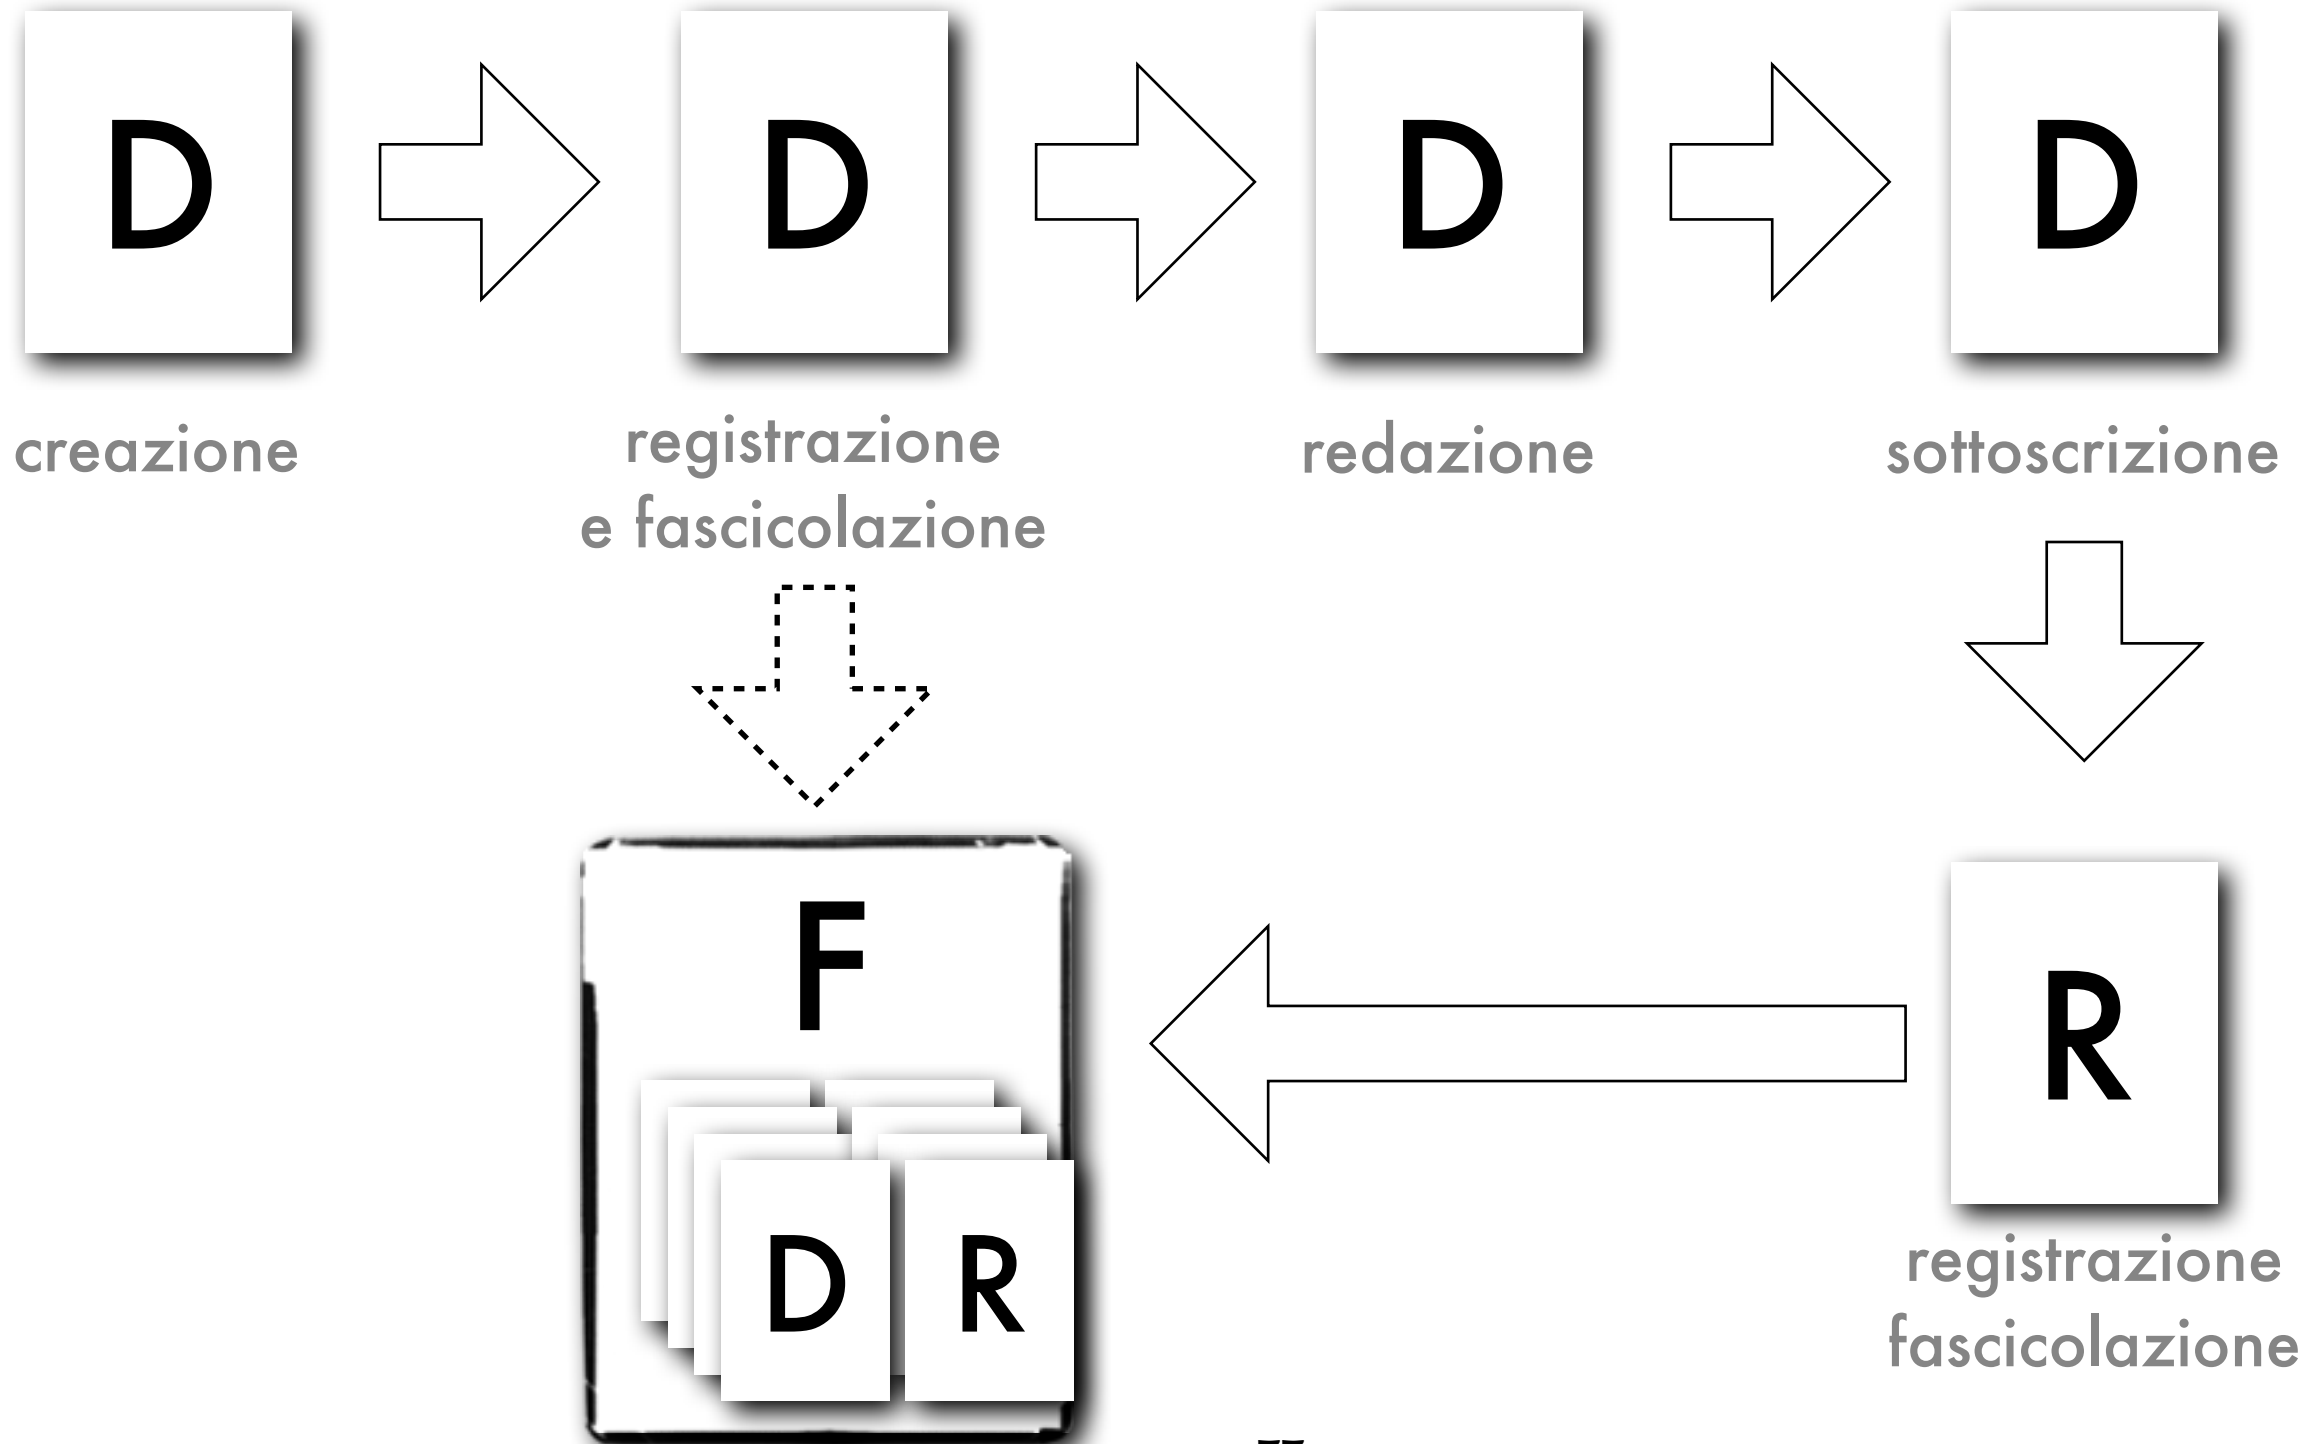 D
D
D
D
creazione
registrazione
e fascicolazione
redazione
sottoscrizione
F
D
R
R
registrazione
fascicolazione